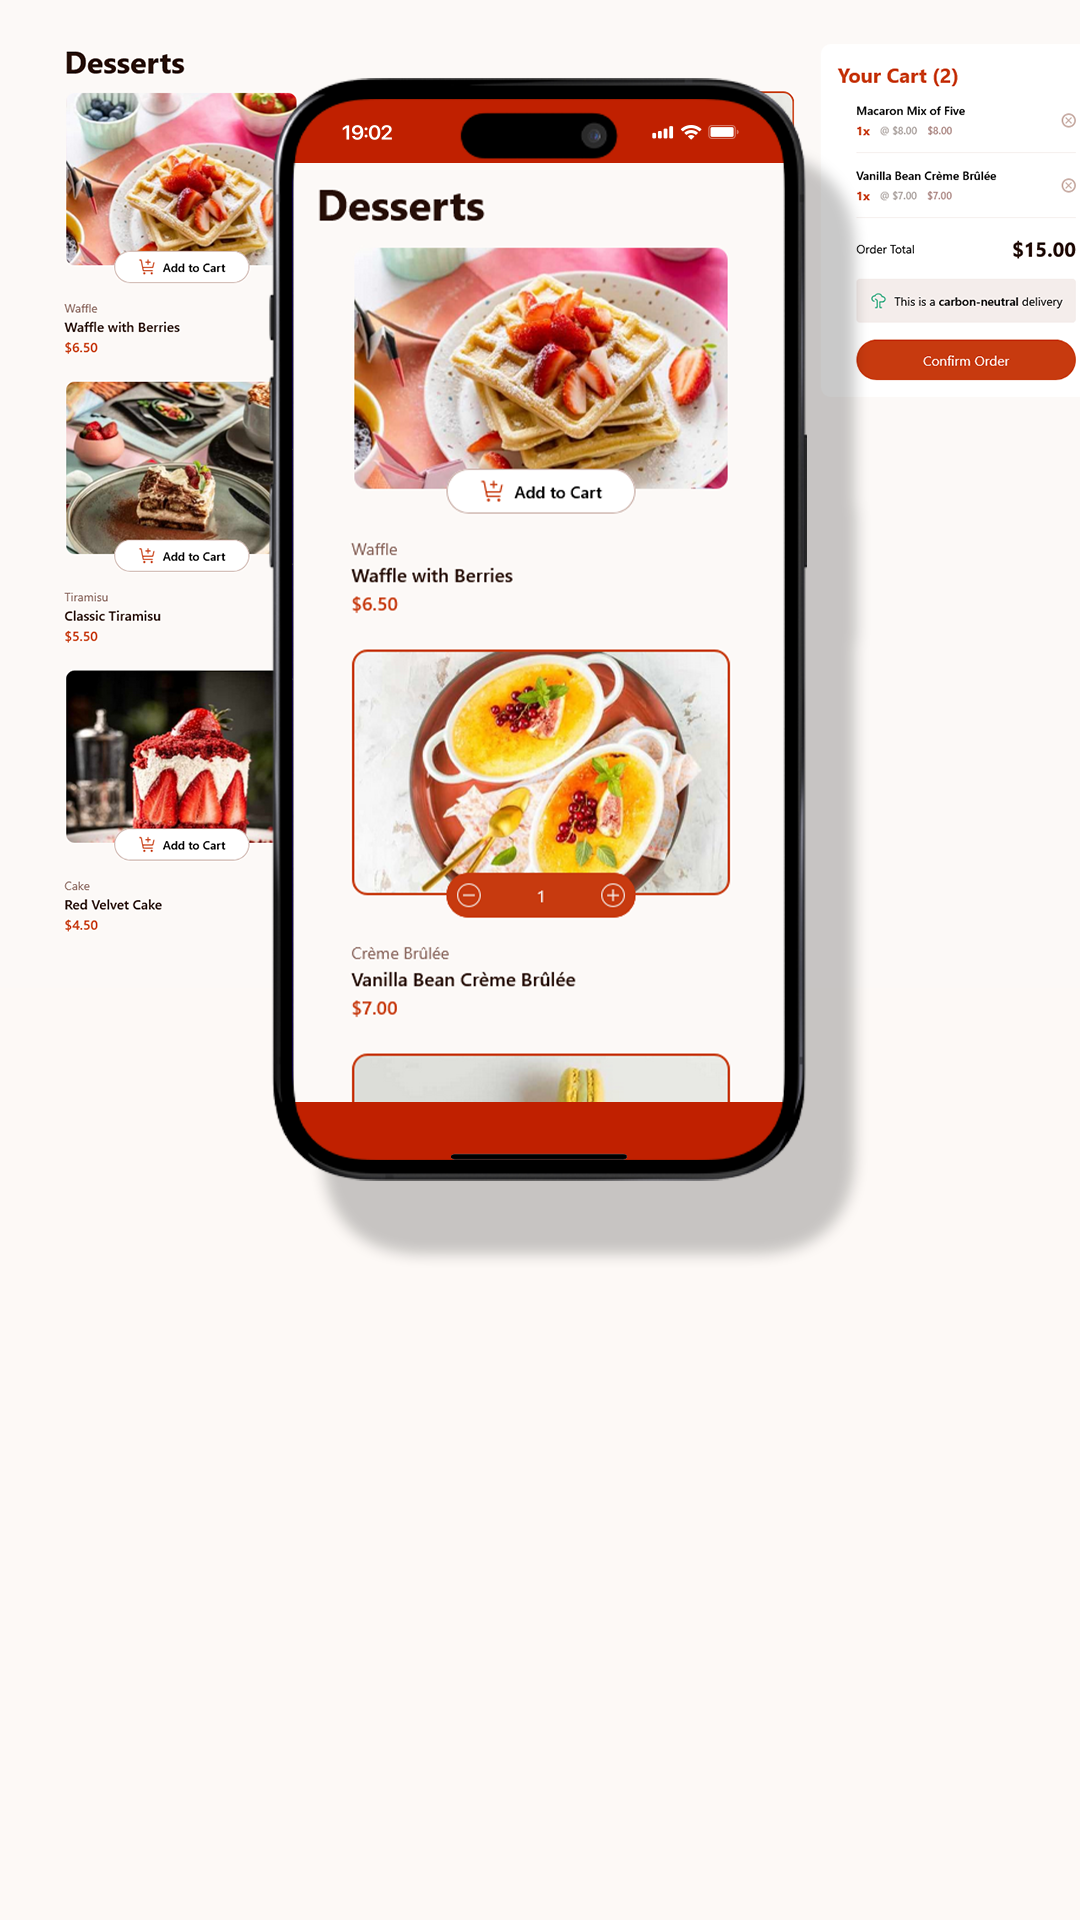 Desserts
Add to Cart
Waffle
Waffle with Berries
$6.50
Add to Cart
Tiramisu
Classic Tiramisu
$5.50
Add to Cart
Cake
Red Velvet Cake
$4.50
19:02
Desserts
Add to Cart
Waffle
Waffle with Berries
$6.50
1
Crème Brûlée
Vanilla Bean Crème Brûlée
$7.00
Your Cart (2)
Macaron Mix of Five
1x @ $8.00 $8.00
Vanilla Bean Crème Brûlée
1x @ $7.00 $7.00
Order Total $15.00
This is a carbon-neutral delivery
Confirm Order